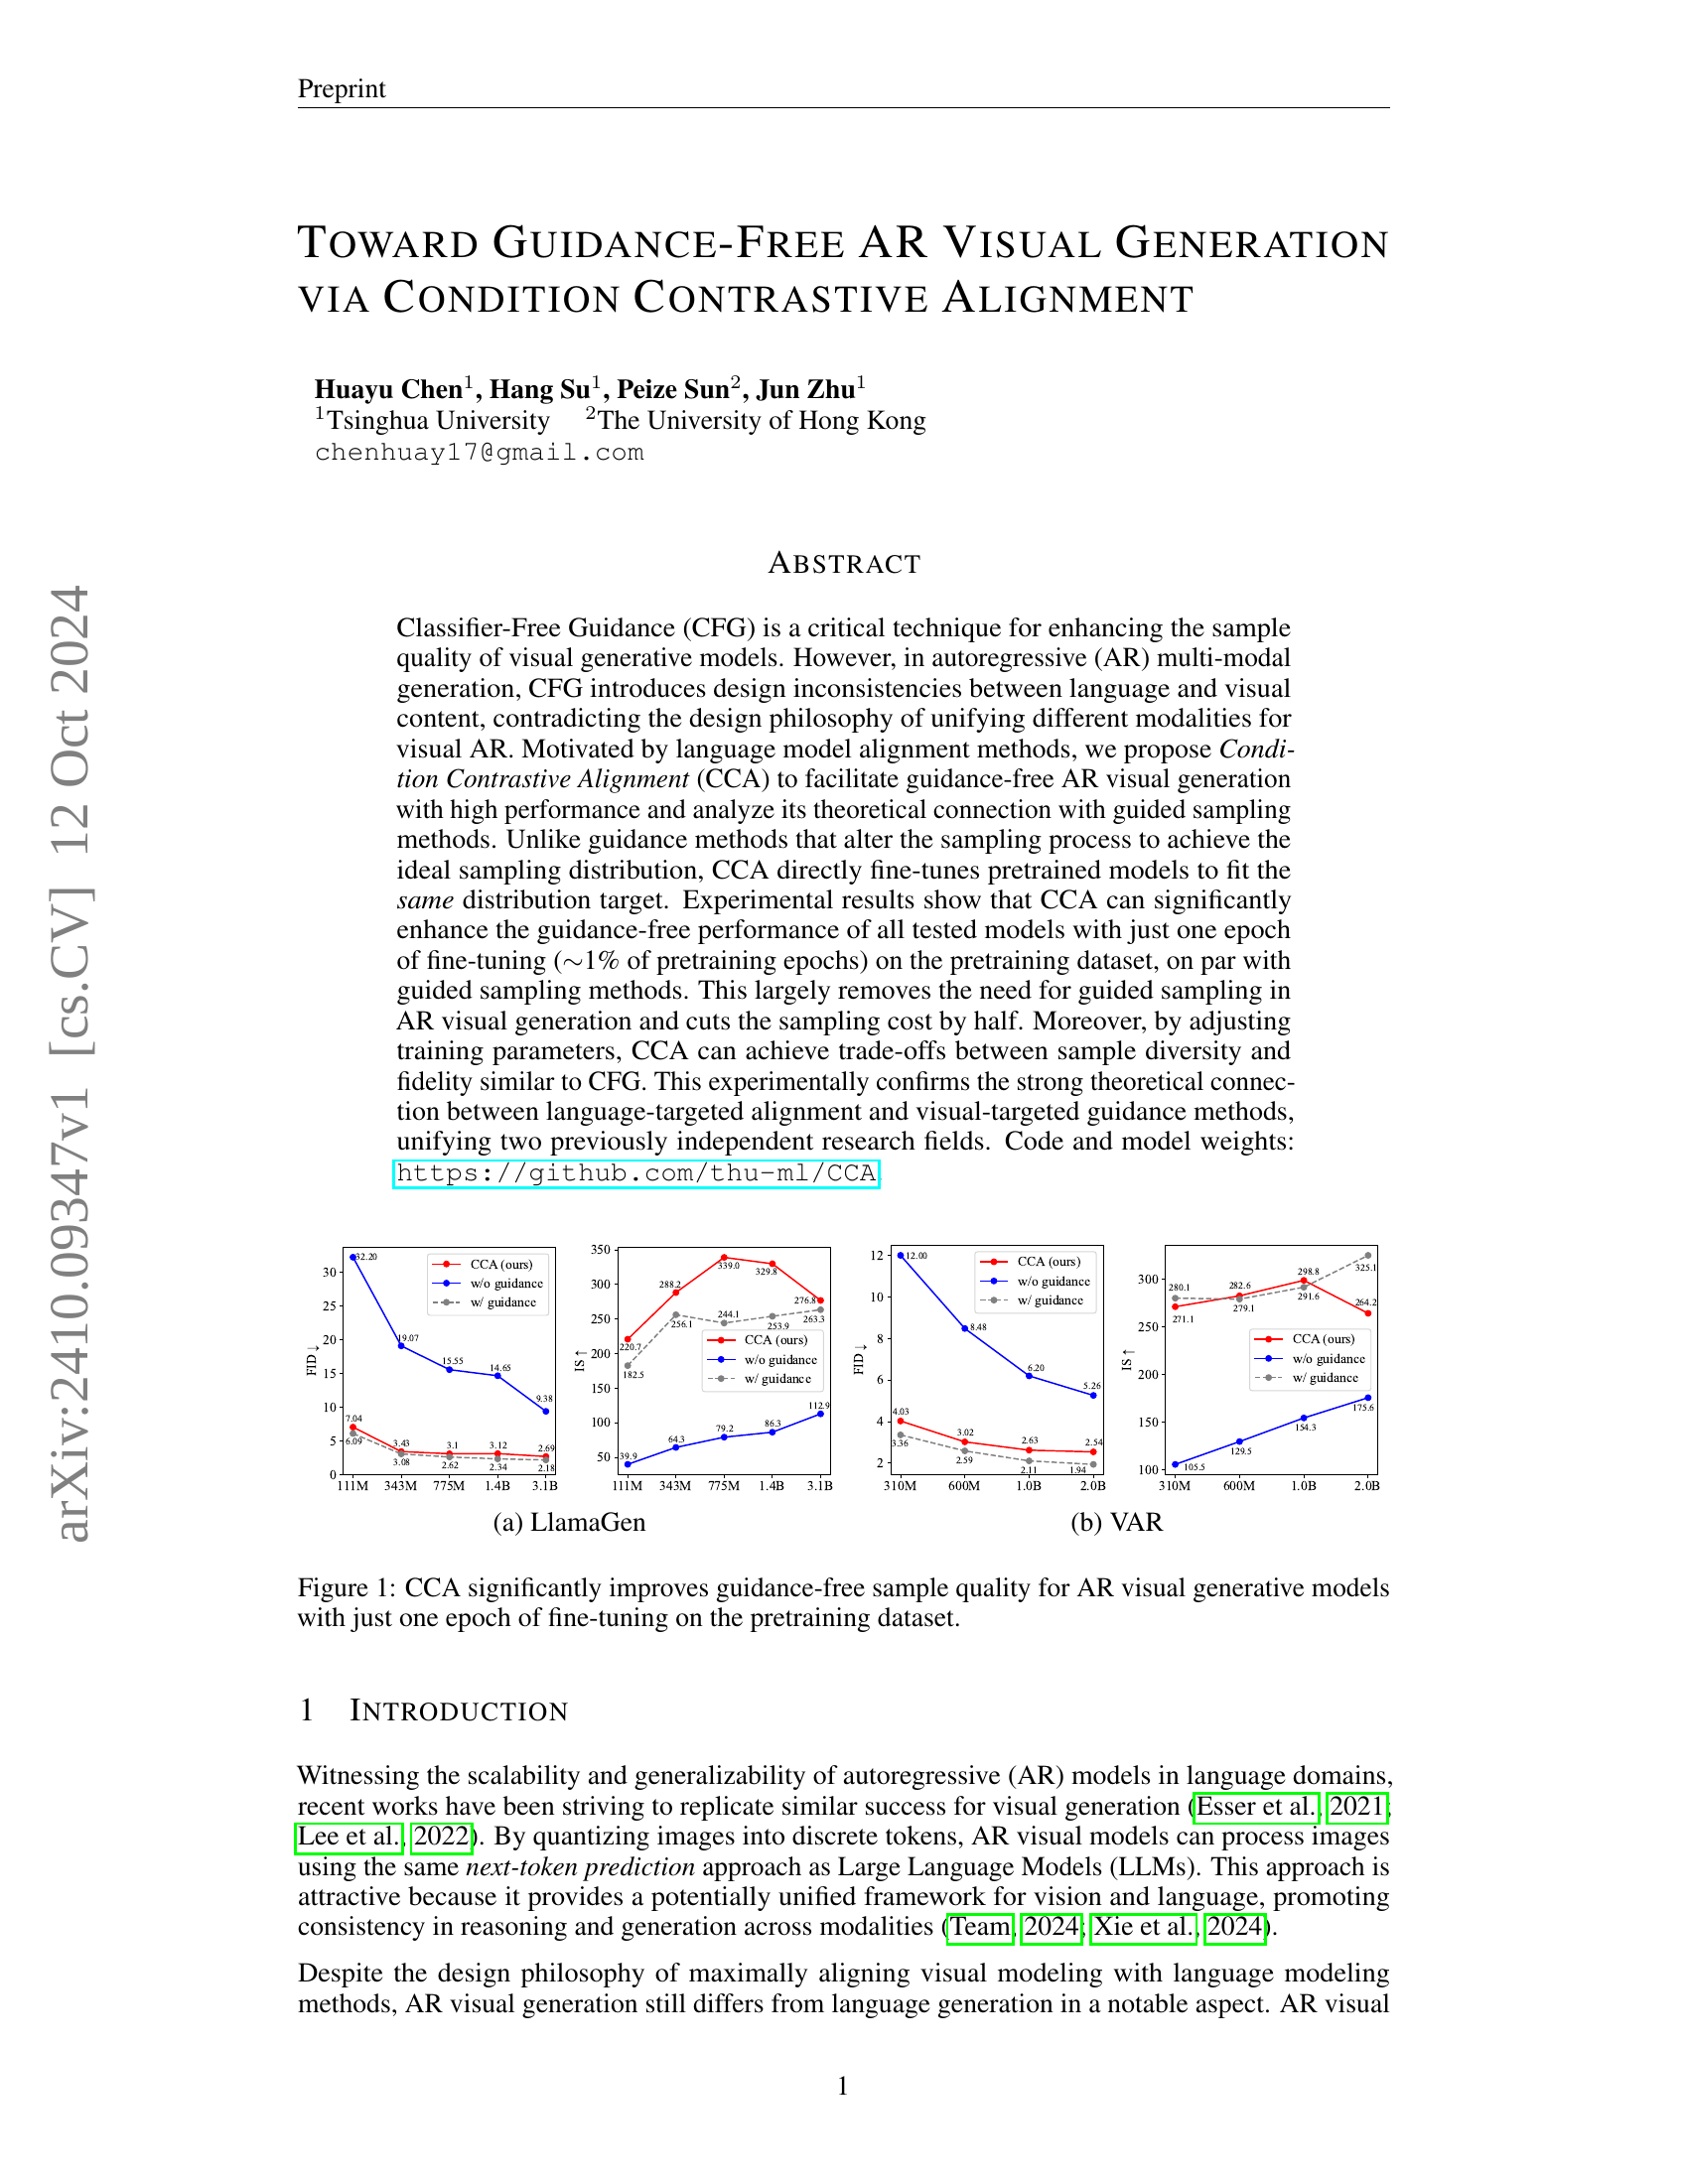 Preprint
TOWARD GUIDANCE-FREE AR VISUAL GENERATION
VIA CONDITION CONTRASTIVE ALIGNMENT
Huayu Chen1, Hang Su1, Peize Sun2, Jun Zhu1
1Tsinghua University 2The University of Hong Kong
chenhuay17@gmail.com
ABSTRACT
Classifier-Free Guidance (CFG) is a critical technique for enhancing the sample
quality of visual generative models. However, in autoregressive (AR) multi-modal
generation, CFG introduces design inconsistencies between language and visual
content, contradicting the design philosophy of unifying different modalities for
visual AR. Motivated by language model alignment methods, we propose Condi-
tion Contrastive Alignment (CCA) to facilitate guidance-free AR visual generation
with high performance and analyze its theoretical connection with guided sampling
methods. Unlike guidance methods that alter the sampling process to achieve the
ideal sampling distribution, CCA directly fine-tunes pretrained models to fit the
same distribution target. Experimental results show that CCA can significantly
enhance the guidance-free performance of all tested models with just one epoch
of fine-tuning (∼1% of pretraining epochs) on the pretraining dataset, on par with
guided sampling methods. This largely removes the need for guided sampling in
AR visual generation and cuts the sampling cost by half. Moreover, by adjusting
training parameters, CCA can achieve trade-offs between sample diversity and
fidelity similar to CFG. This experimentally confirms the strong theoretical connec-
tion between language-targeted alignment and visual-targeted guidance methods,
unifying two previously independent research fields. Code and model weights:
https://github.com/thu-ml/CCA
FID ↓
30
25
20
15
10
5
0
32.20
19.07
15.55
14.65
9.38
7.04
3.43
3.1
3.12
2.69
6.09
3.08
2.62
2.34
2.18
CCA (ours)
w/o guidance
w/ guidance
111M 343M 775M 1.4B 3.1B
IS ↑
350
300
250
200
150
100
50
220.7
288.2
339.0
329.8
276.8
182.5
256.1
244.1
253.9
263.3
39.9
64.3
79.2
86.3
112.9
CCA (ours)
w/o guidance
w/ guidance
111M 343M 775M 1.4B 3.1B
(a) LlamaGen
FID ↓
12
10
8
6
4
2
12.00
8.48
6.20
5.26
4.03
3.02
2.63
2.54
3.36
2.59
2.11
1.94
CCA (ours)
w/o guidance
w/ guidance
310M 600M 1.0B 2.0B
IS ↑
300
250
200
150
100
280.1
282.6
298.8
264.2
271.1
279.1
291.6
325.1
105.5
129.5
154.3
175.6
CCA (ours)
w/o guidance
w/ guidance
310M 600M 1.0B 2.0B
(b) VAR
Figure 1: CCA significantly improves guidance-free sample quality for AR visual generative models
with just one epoch of fine-tuning on the pretraining dataset.
1 INTRODUCTION
Witnessing the scalability and generalizability of autoregressive (AR) models in language domains,
recent works have been striving to replicate similar success for visual generation (Esser et al., 2021;
Lee et al., 2022). By quantizing images into discrete tokens, AR visual models can process images
using the same next-token prediction approach as Large Language Models (LLMs). This approach is
attractive because it provides a potentially unified framework for vision and language, promoting
consistency in reasoning and generation across modalities (Team, 2024; Xie et al., 2024).
Despite the design philosophy of maximally aligning visual modeling with language modeling
methods, AR visual generation still differs from language generation in a notable aspect. AR visual
1
arXiv:2410.09347v1 [cs.CV] 12 Oct 2024